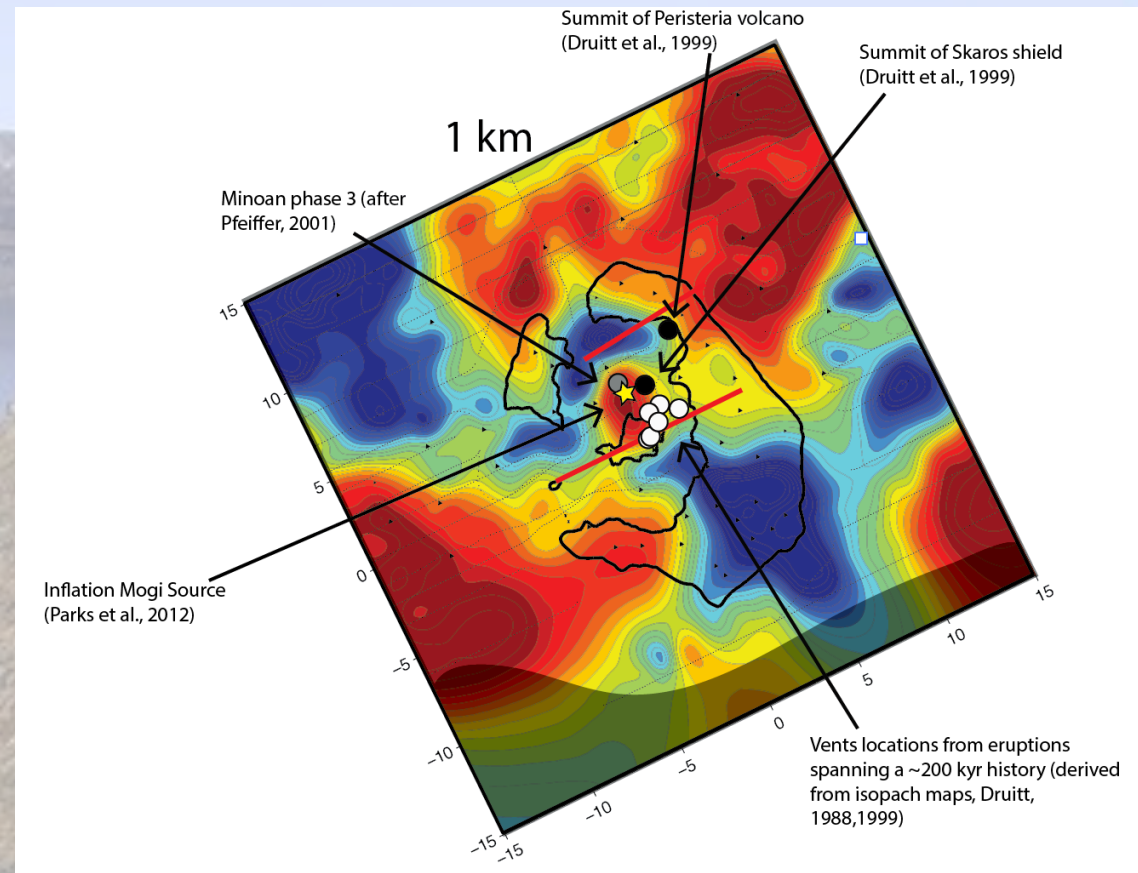 Summit of Peristeria volcano
(Druitt et al., 1999)
Summit of Skaros shield
(Druitt et al., 1999)
1 km
Minoan phase 3 (after
Pfeiffer, 2001)
15
10
5
0
−5
−10
−15
−15
−10
−5
0
5
10
15
Inflation Mogi Source
(Parks et al., 2012)
Vents locations from eruptions
spanning a ~200 kyr history (derived
from isopach maps, Druitt,
1988,1999)